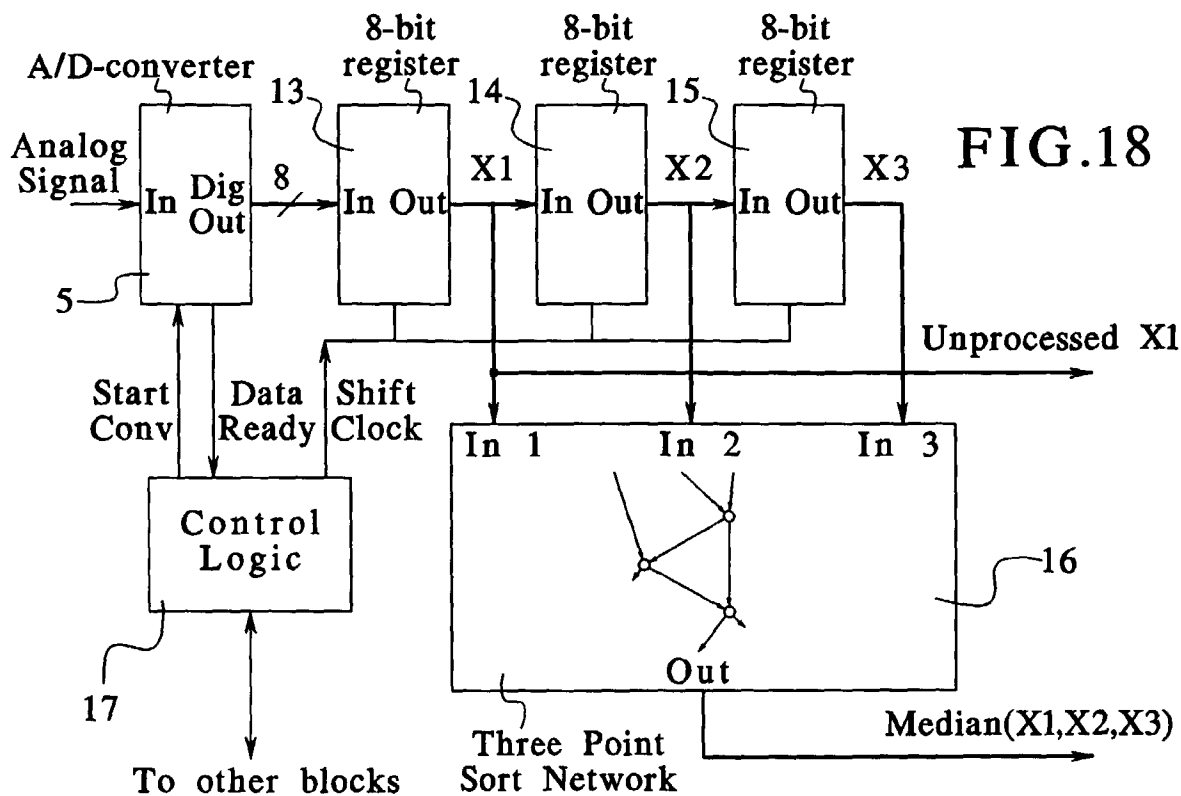 8-bit
register
8-bit
register
8-bit
register
A/D-converter
13
14
15
FIG.18
Analog
Signal
In
Dig
Out
8
In Out
X1
In Out
X2
In Out
X3
5
Unprocessed X1
Start
Conv
Data
Ready
Shift
Clock
In 1
In 2
In 3
Control
Logic
16
17
Out
Three Point
Sort Network
Median(X1,X2,X3)
To other blocks